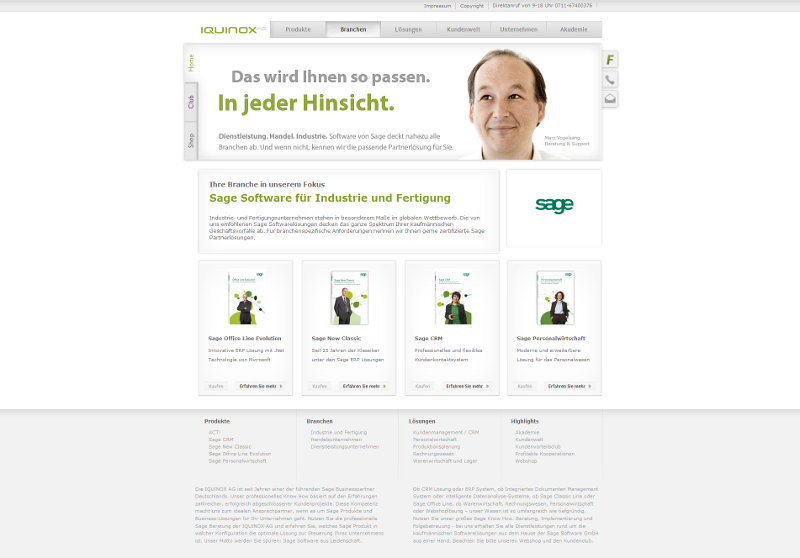 Impressum | Copyright | Direktanruf von 9-18 Uhr 0711-67400376
IQUINOX
Produkte Branchen Lösungen Kundenwelt Unternehmen Akademie
Home
Club
Shop
F
Das wird Ihnen so passen.
In jeder Hinsicht.
Dienstleistung. Handel. Industrie. Software von Sage deckt nahezu alle
Branchen ab. Und wenn nicht, kennen wir die passende Partnerlösung für Sie.
Marc Vogelsang
Beratung & Support
Ihre Branche in unserem Fokus
Sage Software für Industrie und Fertigung
Industrie- und Fertigungsunternehmen stehen in besonderem Maße im globalen Wettbewerb. Die von
uns empfohlenen Sage Softwarelösungen decken das ganze Spektrum Ihrer kaufmännischen
Geschäftsvorfälle ab. Für branchenspezifische Anforderungen nennen wir Ihnen gerne zertifizierte Sage
Partnerlösungen.
sage
Sage Office Line Evolution
Innovative ERP Lösung mit .Net
Technologie von Microsoft
Kaufen Erfahren Sie mehr
Sage New Classic
Seit 25 Jahren der Klassiker
unter den Sage ERP Lösungen
Kaufen Erfahren Sie mehr
Sage CRM
Professionelles und flexibles
Kundenkontaktsystem
Kaufen Erfahren Sie mehr
Sage Personalwirtschaft
Moderne und erweiterbare
Lösung für das Personalwesen
Kaufen Erfahren Sie mehr
Produkte
ACT!
Sage CRM
Sage New Classic
Sage Office Line Evolution
Sage Personalwirtschaft
Branchen
Industrie und Fertigung
Handelsunternehmen
Dienstleistungsunternehmen
Lösungen
Kundenmanagement / CRM
Personalwirtschaft
Produktionsplanung
Rechnungswesen
Warenwirtschaft und Lager
Highlights
Akademie
Kundenwelt
Kundenvorteilsclub
Profitable Kooperationen
Webshop
Die IQUINOX AG ist seit Jahren einer der führenden Sage Businesspartner
Deutschlands. Unser professionelles Know How basiert auf den Erfahrungen
zahlreicher, erfolgreich abgeschlossener Kundenprojekte. Diese Kompetenz
macht uns zum idealen Ansprechpartner, wenn es um Sage Produkte und
Business-Lösungen für Ihr Unternehmen geht. Nutzen Sie die professionelle
Sage Beratung der IQUINOX AG und erfahren Sie, welches Sage Produkt in
welcher Konfiguration die optimale Lösung zur Steuerung Ihres Unternehmens
ist. Unser Motto werden Sie spüren: Sage Software aus Leidenschaft.
Ob CRM Lösung oder ERP System, ob Integriertes Dokumenten Management
System oder intelligente Datenanalyse-Systeme, ob Sage Classic Line oder
Sage Office Line, ob Warenwirtschaft, Rechnungswesen, Personalwirtschaft
oder Webshoplösung - unser Wissen ist so umfangreich wie tiefgründig.
Nutzen Sie unser großes Sage Know How. Beratung, Implementierung und
Folgebetreuung - bei uns erhalten Sie alle Dienstleistungen rund um die
kaufmännischen Softwarelösungen aus dem Hause der Sage Software GmbH
aus einer Hand. Beachten Sie bitte unseren Webshop und den Kundenclub.